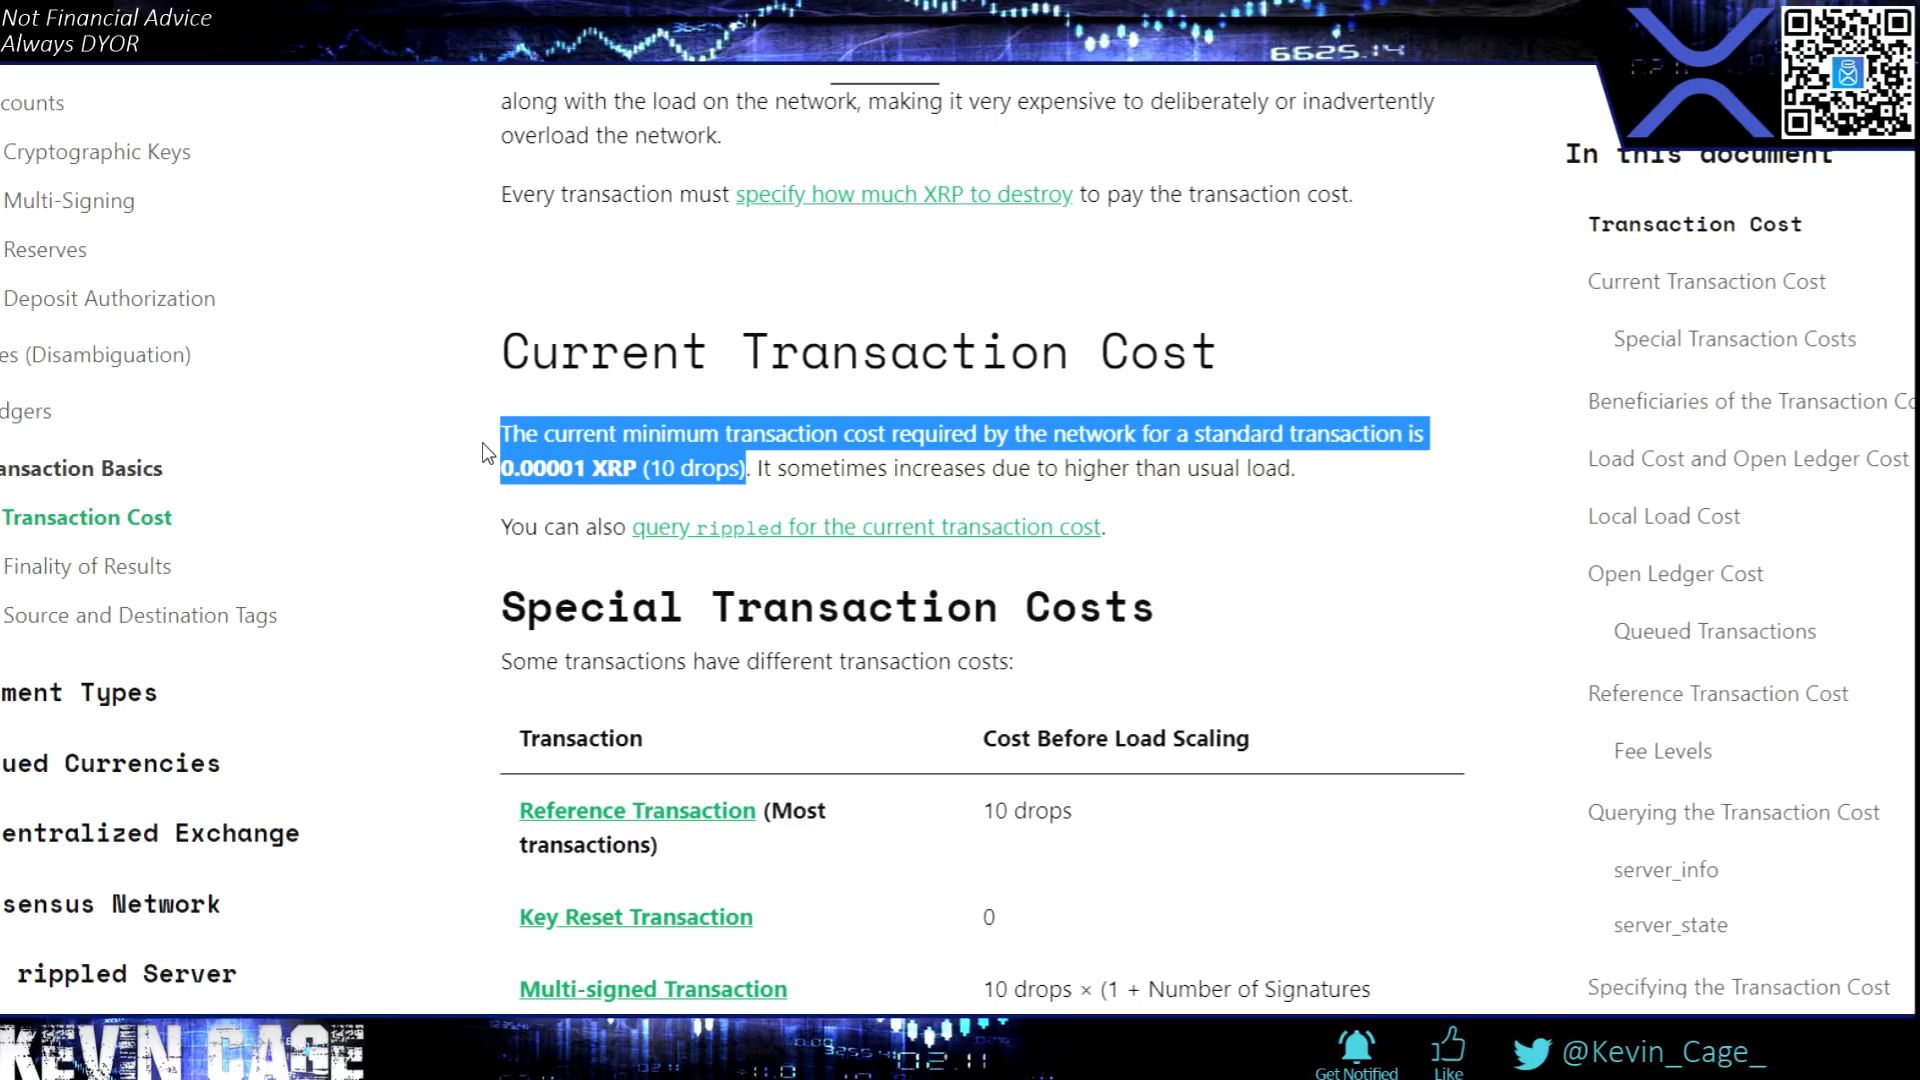 Not Financial Advice
Always DYOR
6625.14
counts
Cryptographic Keys
Multi-Signing
Reserves
Deposit Authorization
es (Disambiguation)
dgers
ansaction Basics
Transaction Cost
Finality of Results
Source and Destination Tags
ment Types
ued Currencies
entralized Exchange
sensus Network
rippled Server
along with the load on the network, making it very expensive to deliberately or inadvertently
overload the network.
Every transaction must specify how much XRP to destroy to pay the transaction cost.
Current Transaction Cost
The current minimum transaction cost required by the network for a standard transaction is
0.00001 XRP (10 drops). It sometimes increases due to higher than usual load.
You can also query rippled for the current transaction cost.
Special Transaction Costs
Some transactions have different transaction costs:
Transaction Cost Before Load Scaling
Reference Transaction (Most 10 drops
transactions)
Key Reset Transaction 0
Multi-signed Transaction 10 drops × (1 + Number of Signatures
In this document
Transaction Cost
Current Transaction Cost
Special Transaction Costs
Beneficiaries of the Transaction Co
Load Cost and Open Ledger Cost
Local Load Cost
Open Ledger Cost
Queued Transactions
Reference Transaction Cost
Fee Levels
Querying the Transaction Cost
server_info
server_state
Specifying the Transaction Cost
KEVIN CAGE
02.11
Get Notified
Like
@Kevin_Cage_